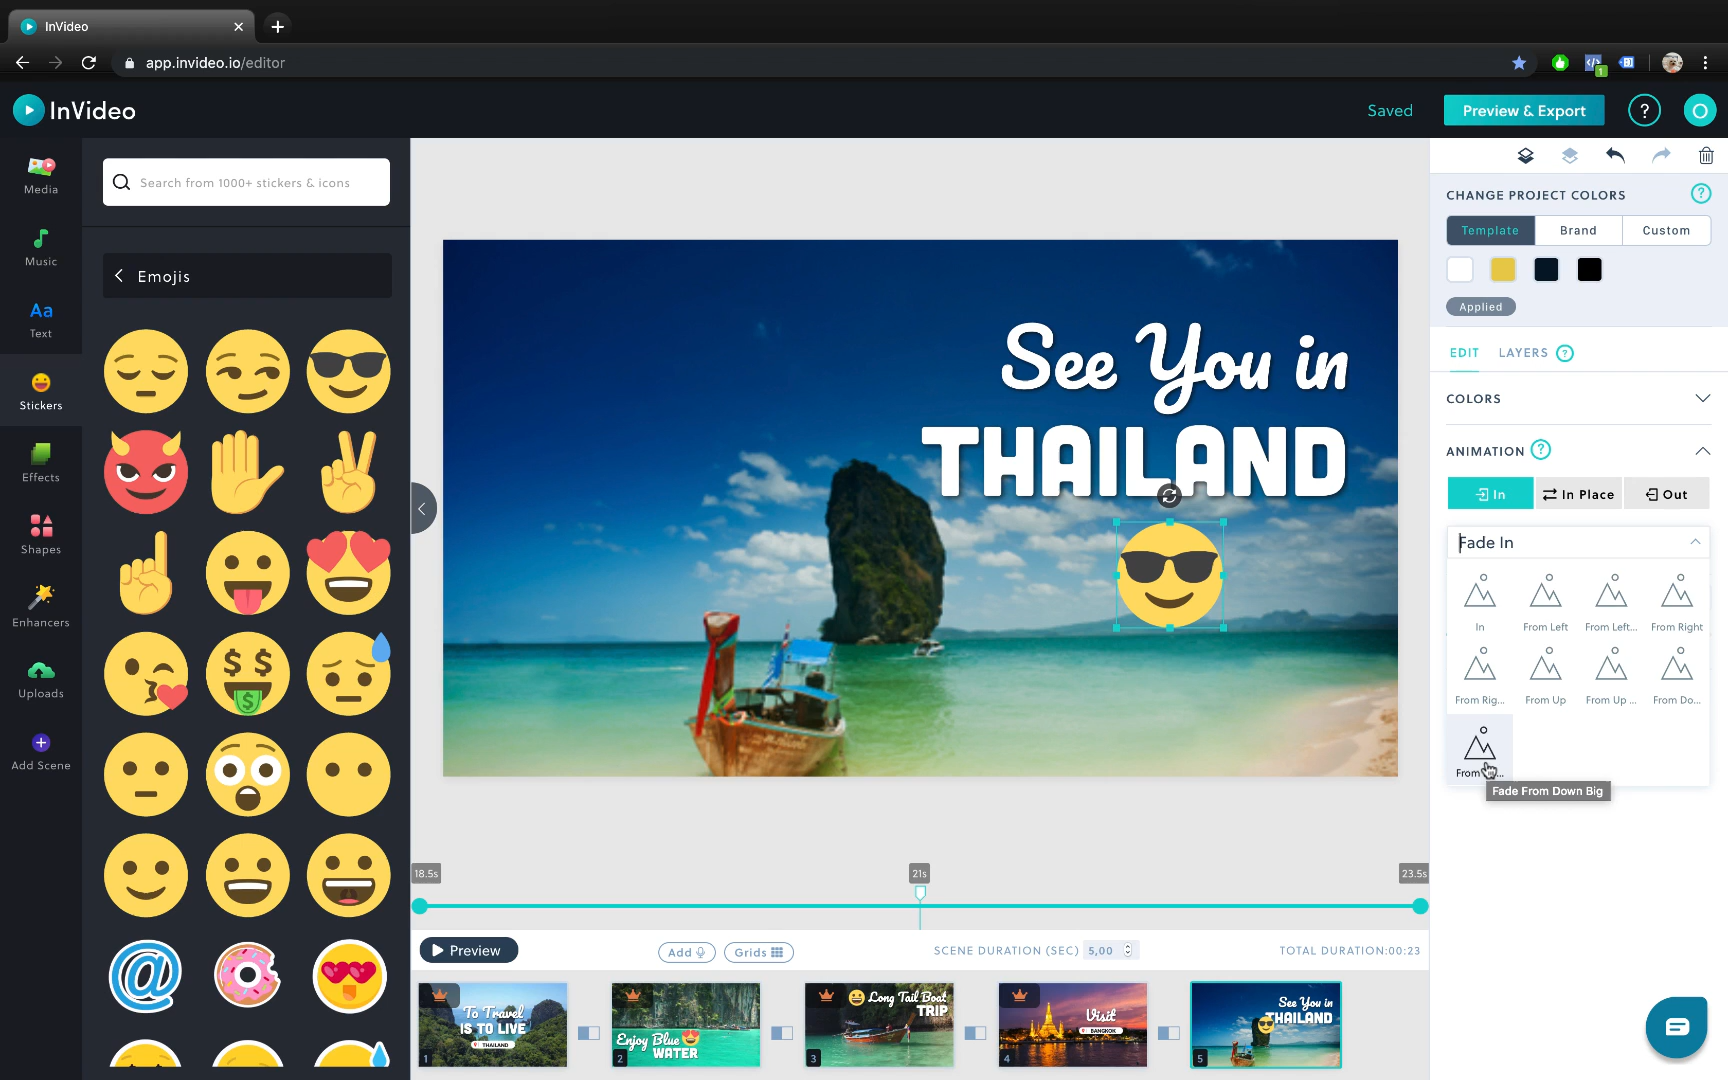 InVideo
app.invideo.io/editor
1
InVideo
Saved
Preview & Export
?
O
Media
Music
Aa
Text
Stickers
Effects
Shapes
Enhancers
Uploads
Add Scene
Search from 1000+ stickers & icons
Emojis
See You in
THAILAND
CHANGE PROJECT COLORS
?
Template
Brand
Custom
Applied
EDIT
LAYERS
?
COLORS
ANIMATION
?
In
In Place
Out
Fade In
In
From Left
From Left...
From Right
From Rig...
From Up
From Up ...
From Do...
From
Fade From Down Big
18.5s
21s
23.5s
Preview
Add
Grids
SCENE DURATION (SEC)
5,00
TOTAL DURATION:00:23
To Travel
IS TO LIVE
THAILAND
1
Enjoy Blue
WATER
2
Long Tail Boat
TRIP
3
Visit
BANGKOK
4
See You in
THAILAND
5